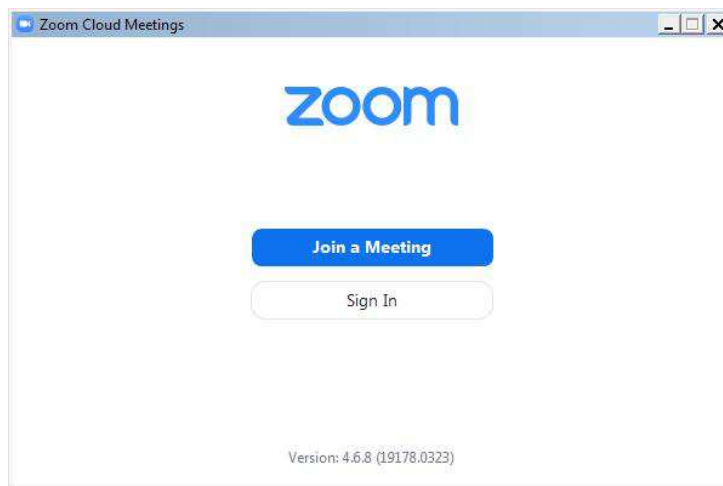 Zoom Cloud Meetings
zoom
Join a Meeting
Sign In
Version: 4.6.8 (19178.0323)